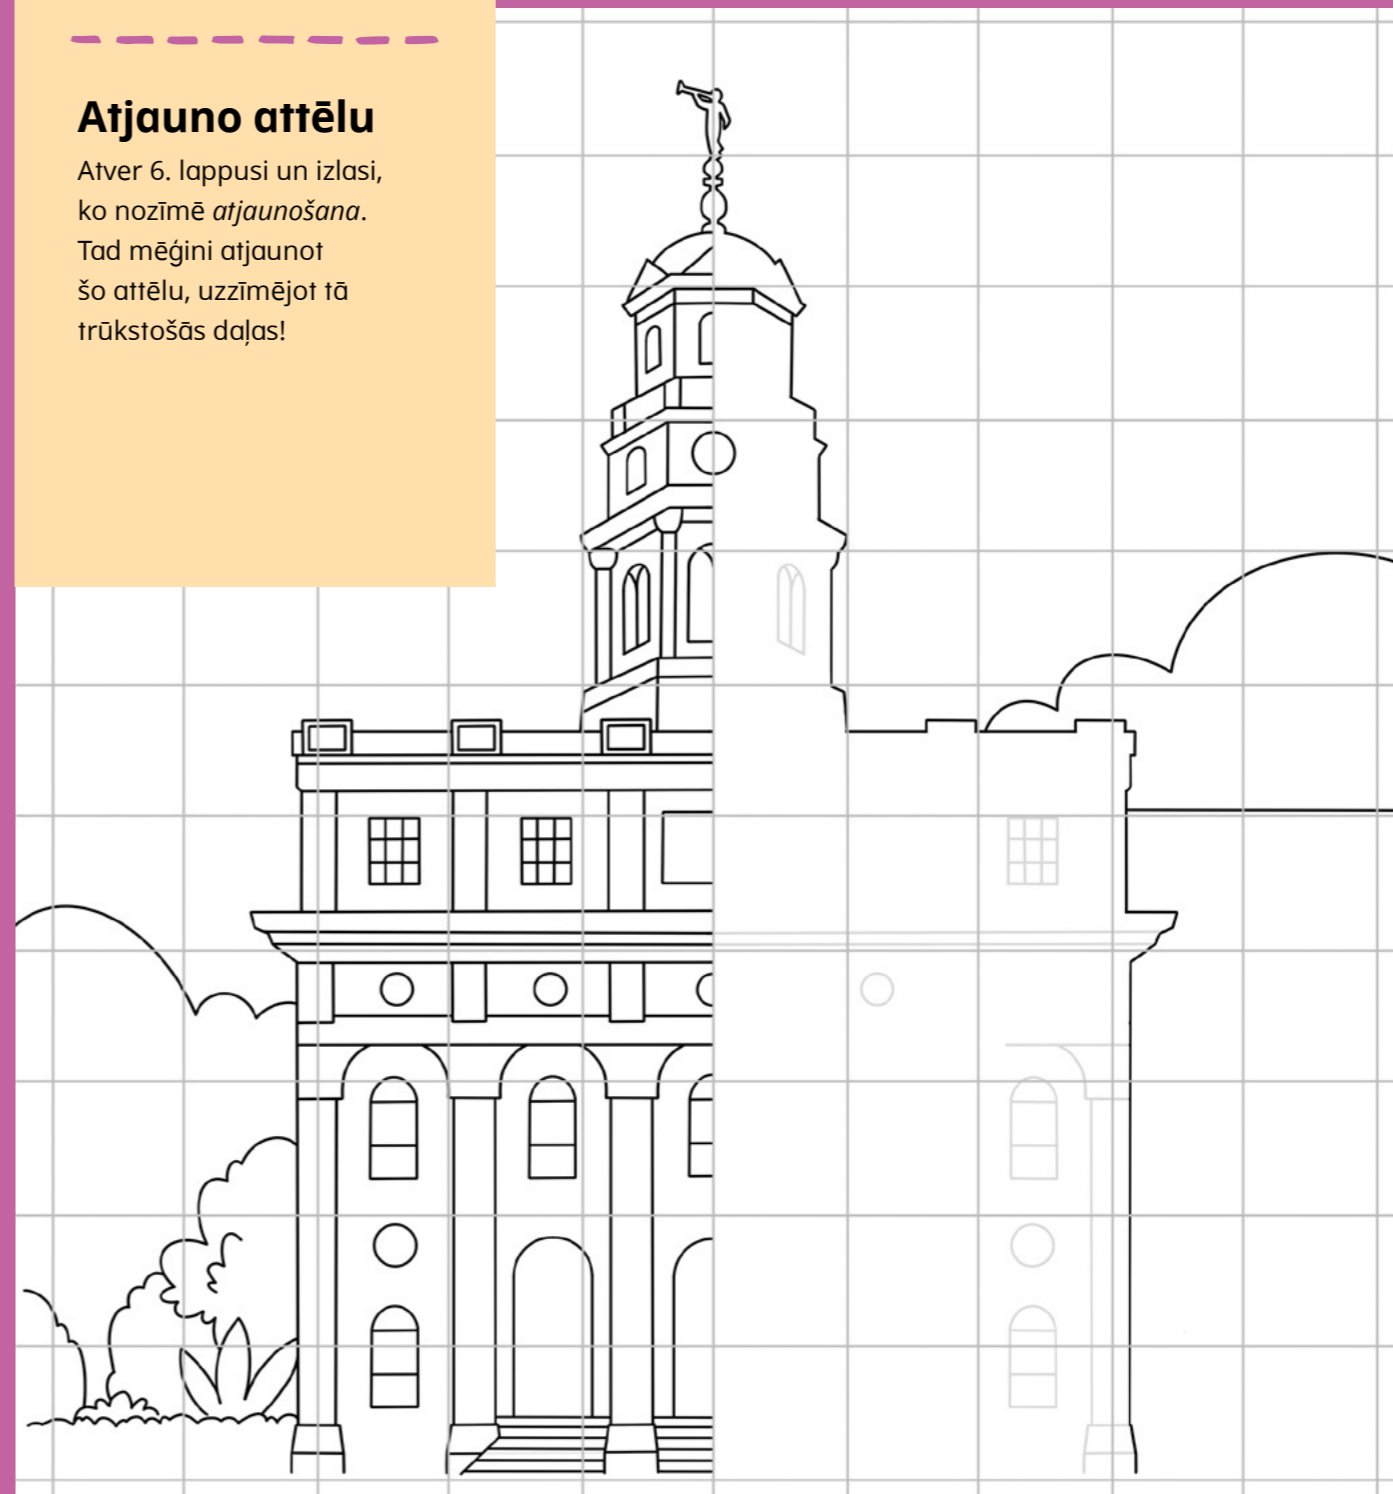 Atjauno attēlu
Atver 6. lappusi un izlasi,
ko nozīmē atjaunošana.
Tad mēģini atjaunot
šo attēlu, uzzīmējot tā
trūkstošās daļas!